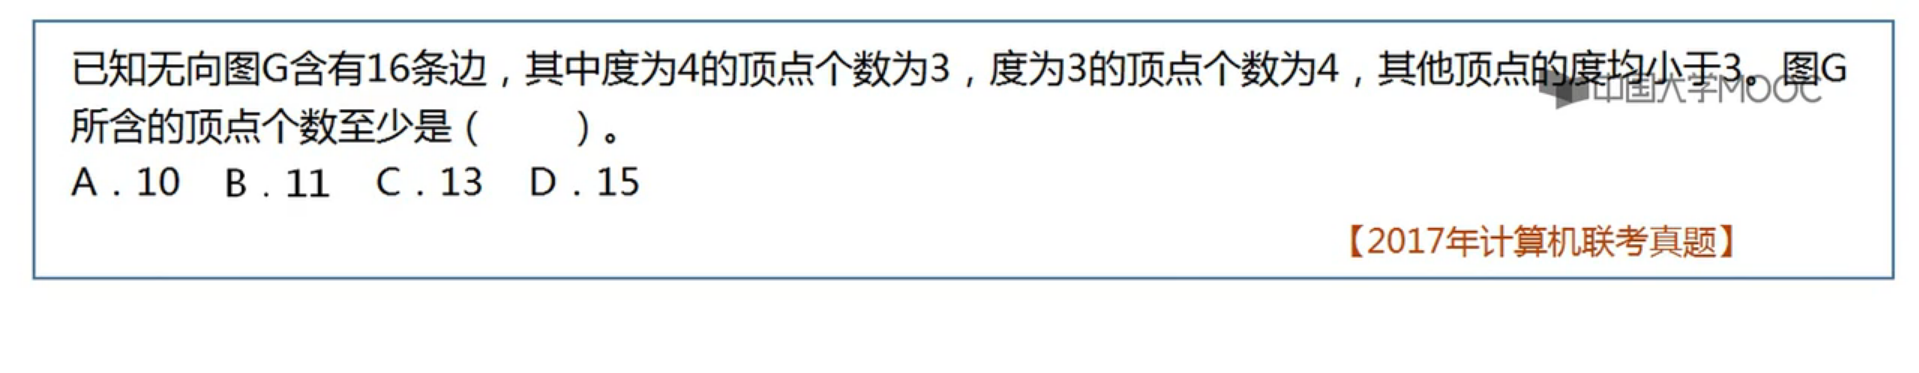 已知无向图G含有16条边，其中度为4的顶点个数为3，度为3的顶点个数为4，其他顶点的度均小于3。图G
中国大学MOOC
所含的顶点个数至少是（　　）。
A．10　B．11　C．13　D．15
【2017年计算机联考真题】